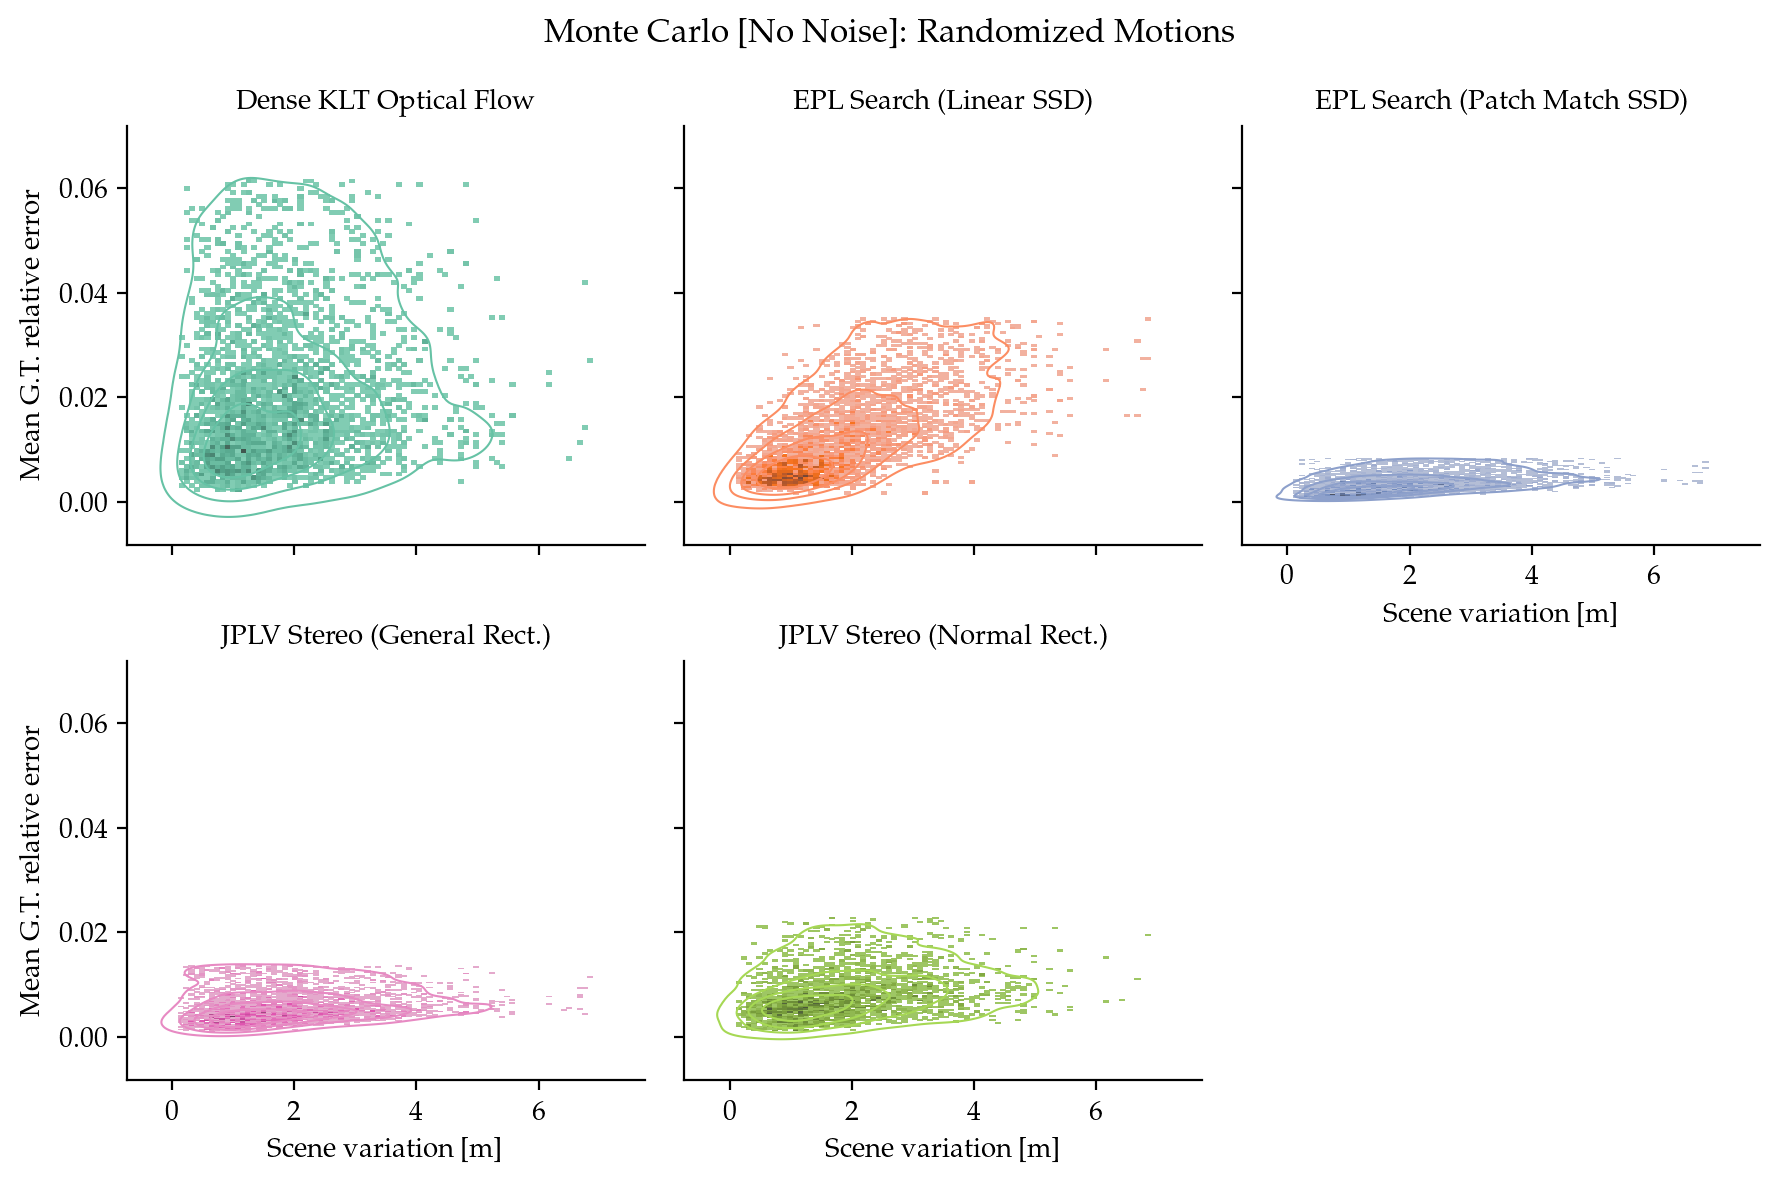 Monte Carlo [No Noise]: Randomized Motions
Dense KLT Optical Flow
EPL Search (Linear SSD)
EPL Search (Patch Match SSD)
Mean G.T. relative error
0.06
0.04
0.02
0.00
0 2 4 6
Scene variation [m]
JPLV Stereo (General Rect.)
JPLV Stereo (Normal Rect.)
Mean G.T. relative error
0.06
0.04
0.02
0.00
0 2 4 6
Scene variation [m]
0 2 4 6
Scene variation [m]